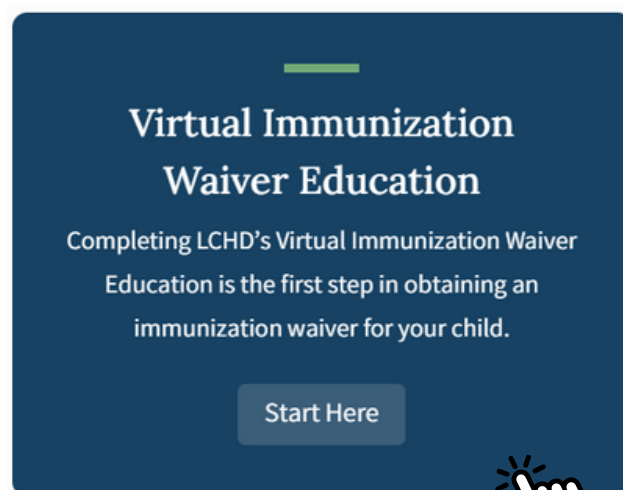 Virtual Immunization
Waiver Education
Completing LCHD's Virtual Immunization Waiver
Education is the first step in obtaining an
immunization waiver for your child.
Start Here